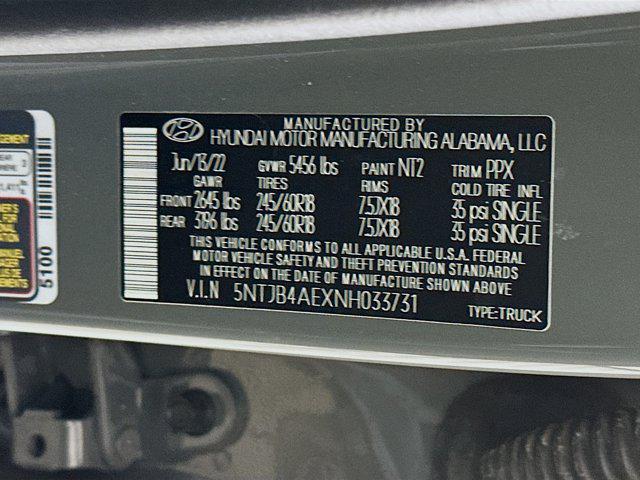 MANUFACTURED BY
HYUNDAI MOTOR MANUFACTURING ALABAMA, LLC
Jun/13/22 GVWR 5456 lbs PAINT NT2 TRIM PPX
GAWR TIRES RIMS COLD TIRE INFL
FRONT 2645 lbs 245/60R18 7.5JX18 35 psi SINGLE
REAR 3196 lbs 245/60R18 7.5JX18 35 psi SINGLE
THIS VEHICLE CONFORMS TO ALL APPLICABLE U.S.A. FEDERAL
MOTOR VEHICLE SAFETY AND THEFT PREVENTION STANDARDS
IN EFFECT ON THE DATE OF MANUFACTURE SHOWN ABOVE
V.I.N 5NTJB4AEXNH033731 TYPE:TRUCK
5100